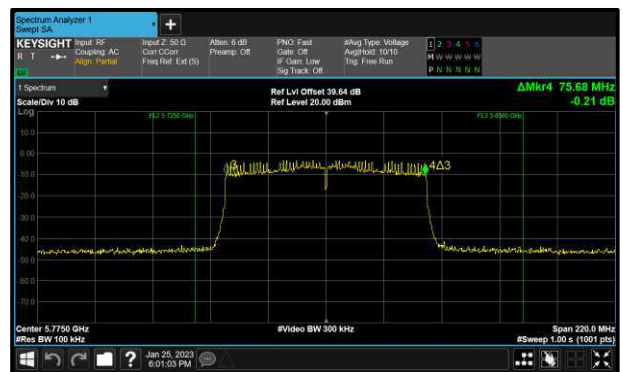 Spectrum Analyzer 1
Swept SA
+
KEYSIGHT Input: RF Input Z: 50 Ω Atten: 6 dB PNO: Fast #Avg Type: Voltage 1 2 3 4 5 6
R T Coupling: AC Corr CCorr Preamp: Off Gate: Off Avg|Hold: 10/10 M W W W W W
Align: Partial Freq Ref: Ext (S) IF Gain: Low Trig: Free Run
Sig Track: Off P N N N N N
1 Spectrum Ref Lvl Offset 39.64 dB ΔMkr4 75.68 MHz
Scale/Div 10 dB Ref Level 20.00 dBm -0.21 dB
Log
10.0
0.00
-10.0
-20.0
-30.0
-40.0
-50.0
-60.0
-70.0
3
4Δ3
Center 5.7750 GHz #Video BW 300 kHz Span 220.0 MHz
#Res BW 100 kHz #Sweep 1.00 s (1001 pts)
? Jan 25, 2023
6:01:03 PM